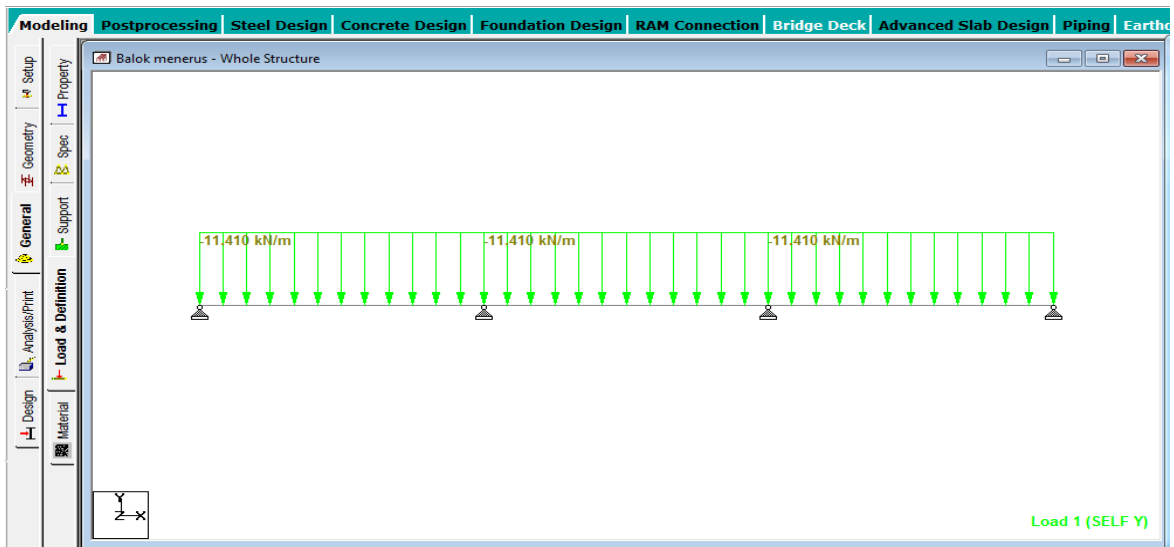 Modeling Postprocessing Steel Design Concrete Design Foundation Design RAM Connection Bridge Deck Advanced Slab Design Piping
Setup
Geometry
General
Analysis/Print
Design
Property
Spec
Support
Load & Definition
Material
Balok menerus - Whole Structure
-11.410 kN/m -11.410 kN/m -11.410 kN/m
Y
Z X
Load 1 (SELF Y)